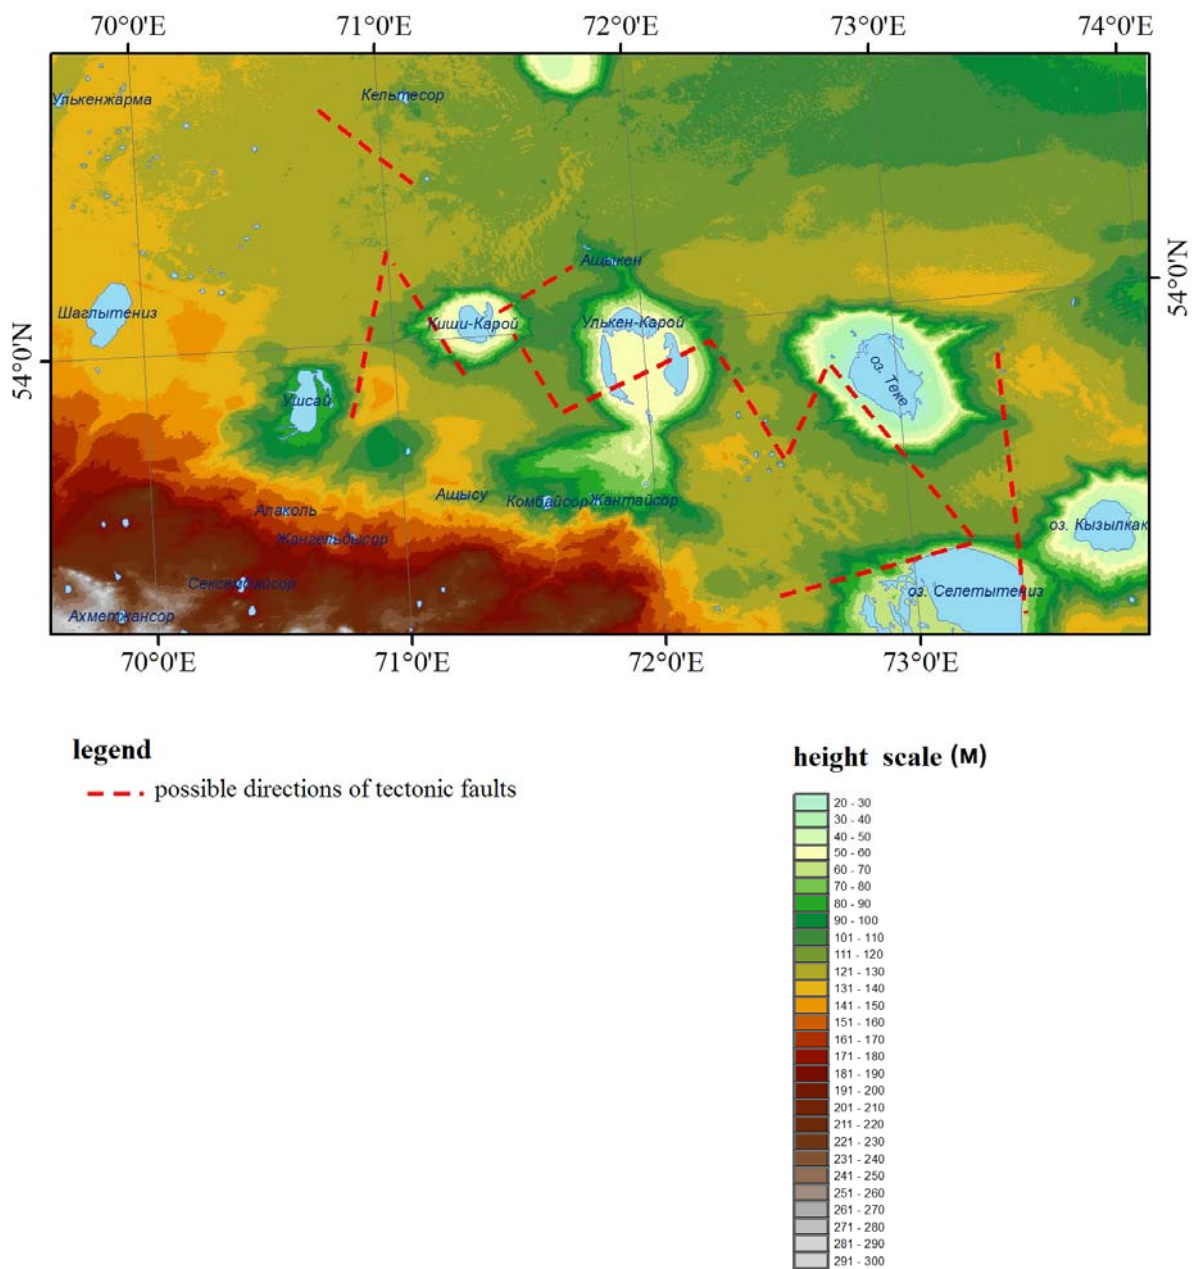 70°0'E 71°0'E 72°0'E 73°0'E 74°0'E
Улькенжарма
Кельтесор
Ащыкен
54°0'N
Шаглытениз
Киши-Карой
Улькен-Карой
54°0'N
оз. Теке
Ушсай
Ащысу
Комбайсор
Жантайсор
Алаколь
оз. Кызылкак
Жангельдысор
Сексембайсор
оз. Селетытениз
Ахметжансор
70°0'E 71°0'E 72°0'E 73°0'E
legend
possible directions of tectonic faults
height scale (М)
20 - 30
30 - 40
40 - 50
50 - 60
60 - 70
70 - 80
80 - 90
90 - 100
101 - 110
111 - 120
121 - 130
131 - 140
141 - 150
151 - 160
161 - 170
171 - 180
181 - 190
191 - 200
201 - 210
211 - 220
221 - 230
231 - 240
241 - 250
251 - 260
261 - 270
271 - 280
281 - 290
291 - 300